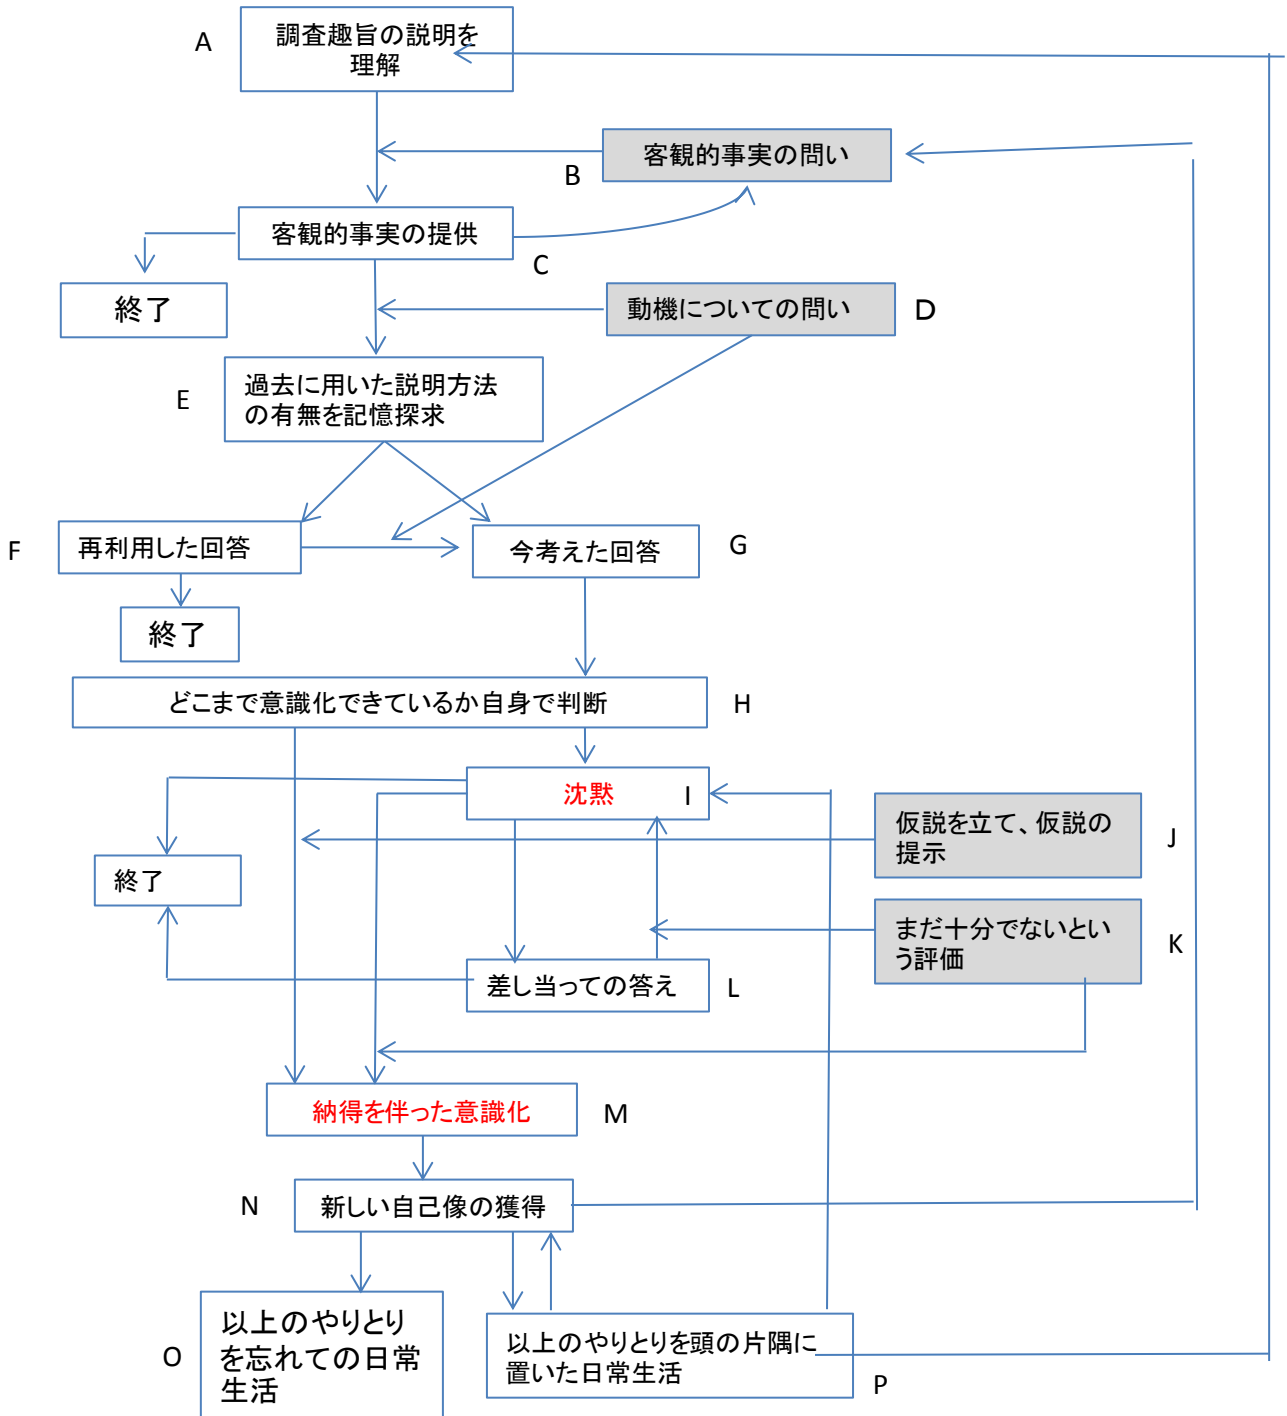 A
調査趣旨の説明を
理解
客観的事実の問い
B
客観的事実の提供
C
終了
動機についての問い
D
E
過去に用いた説明方法
の有無を記憶探求
F
再利用した回答
今考えた回答
G
終了
どこまで意識化できているか自身で判断
H
沈黙
I
仮説を立て、仮説の
提示
J
終了
まだ十分でないとい
う評価
K
差し当っての答え
L
納得を伴った意識化
M
N
新しい自己像の獲得
O
以上のやりとり
を忘れての日常
生活
以上のやりとりを頭の片隅に
置いた日常生活
P